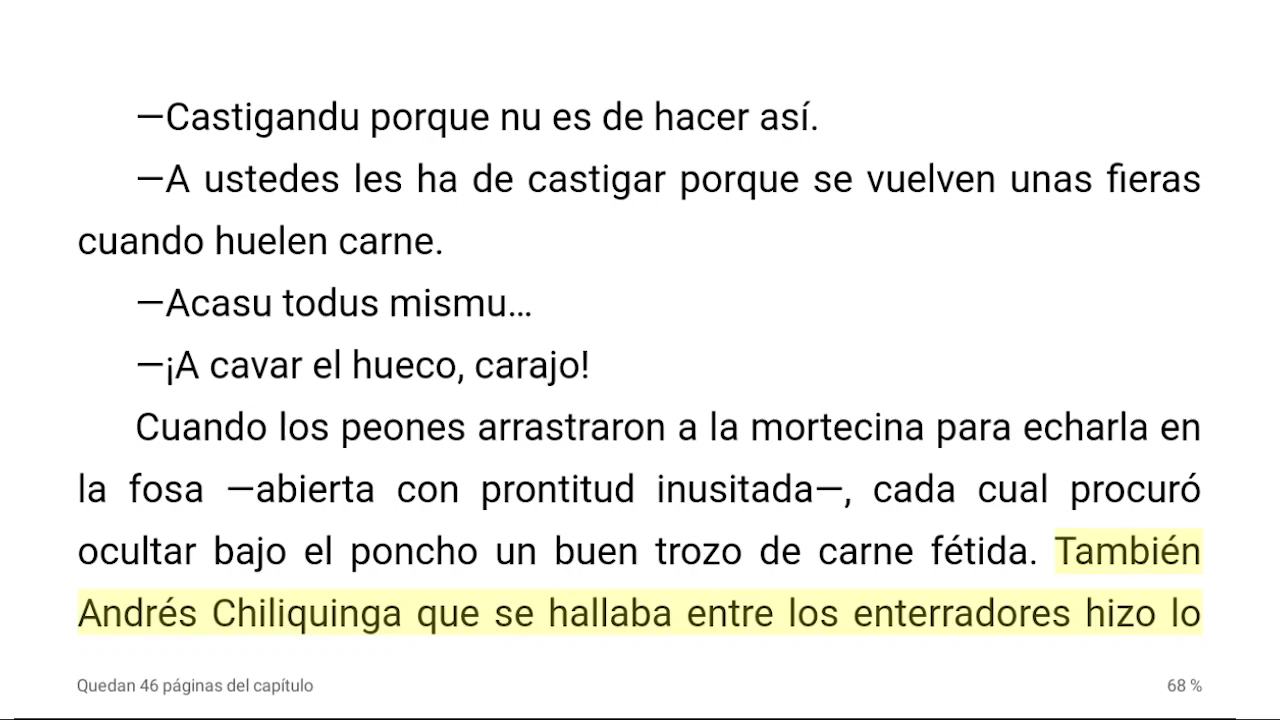 —Castigandu porque nu es de hacer así.
—A ustedes les ha de castigar porque se vuelven unas fieras
cuando huelen carne.
—Acasu todus mismu…
—¡A cavar el hueco, carajo!
Cuando los peones arrastraron a la mortecina para echarla en
la fosa —abierta con prontitud inusitada—, cada cual procuró
ocultar bajo el poncho un buen trozo de carne fétida. También
Andrés Chiliquinga que se hallaba entre los enterradores hizo lo
Quedan 46 páginas del capítulo
68 %